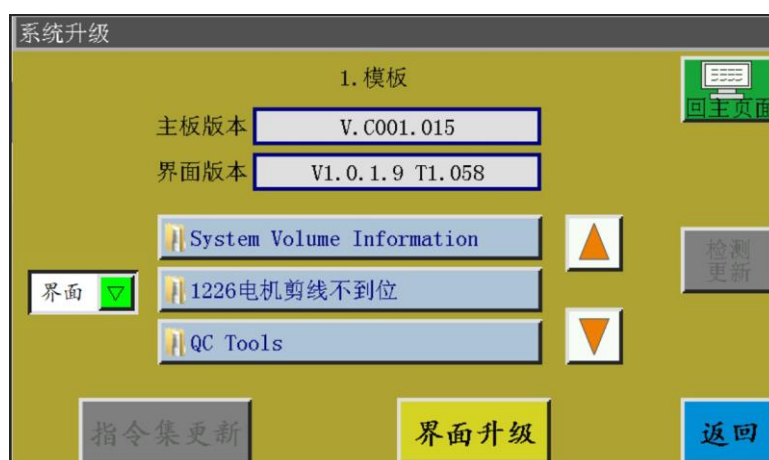 系统升级
1.模板
回主页面
主板版本 V.C001.015
界面版本 V1.0.1.9 T1.058
System Volume Information
检测
更新
界面
1226电机剪线不到位
QC Tools
指令集更新
界面升级
返回